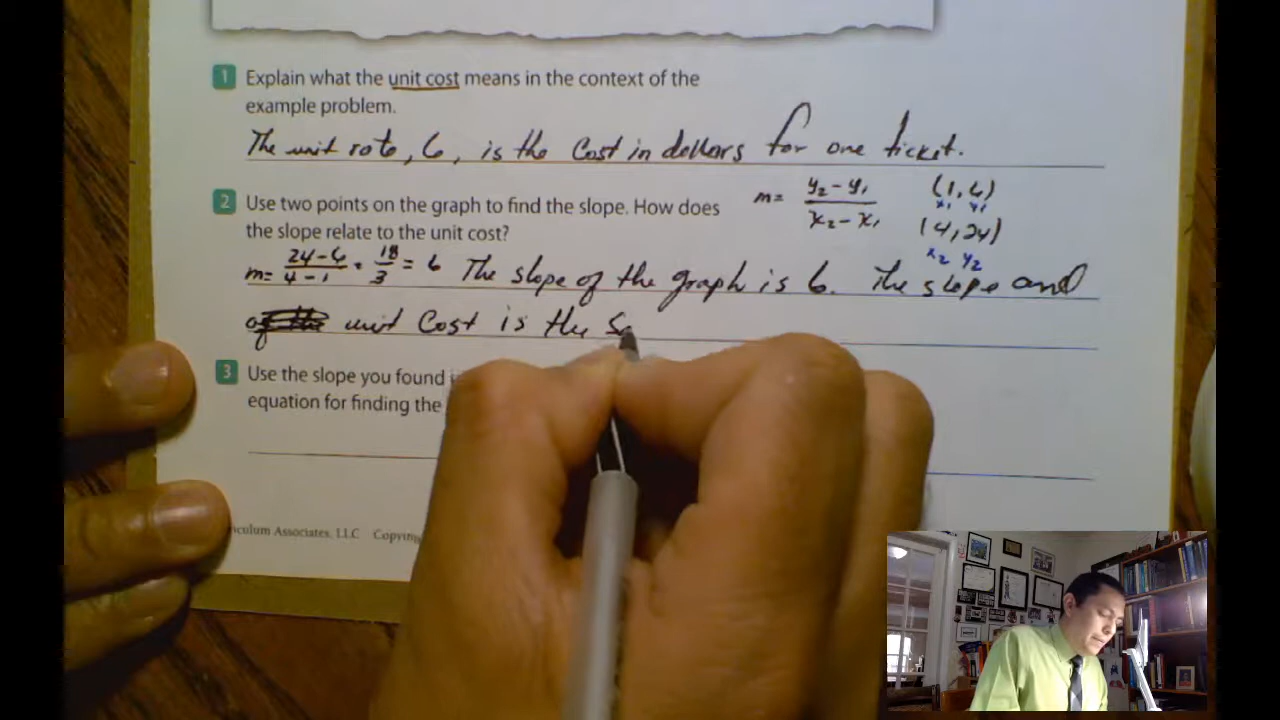 1 Explain what the unit cost means in the context of the
example problem.
The unit rate, 6, is the Cost in dollars for one ticket.
2 Use two points on the graph to find the slope. How does
the slope relate to the unit cost?
m= y₂-y₁ / x₂-x₁
(1,6)
x₁ y₁
(4,24)
x₂ y₂
m= 24-6 / 4-1 = 18/3 = 6 The slope of the graph is 6. The slope and
unit Cost is the
3 Use the slope you found
equation for finding the
iculum Associates, LLC